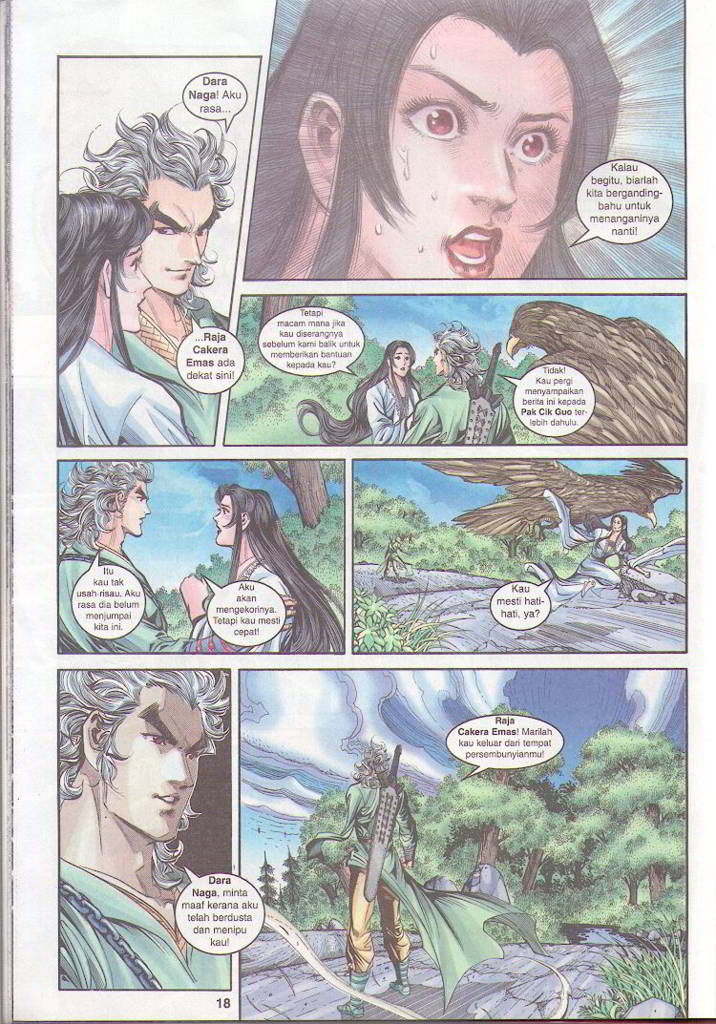 Dara
Naga! Aku
rasa...
...Raja
Cakera
Emas ada
dekat sini!
Kalau
begitu, biarlah
kita berganding-
bahu untuk
menanganinya
nanti!
Tetapi
macam mana jika
kau diserangnya
sebelum kami balik untuk
memberikan bantuan
kepada kau?
Tidak!
Kau pergi
menyampaikan
berita ini kepada
Pak Cik Guo ter-
lebih dahulu.
Itu
kau tak
usah risau. Aku
rasa dia belum
menjumpai
kita ini.
Aku
akan
mengekorinya.
Tetapi kau mesti
cepat!
Kau
mesti hati-
hati, ya?
Dara
Naga, minta
maaf kerana aku
telah berdusta
dan menipu
kau!
Raja
Cakera Emas! Marilah
kau keluar dari tempat
persembunyianmu!
18